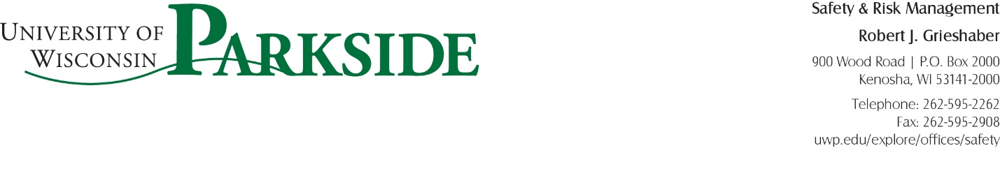 UNIVERSITY OF
WISCONSIN
PARKSIDE
Safety & Risk Management
Robert J. Grieshaber
900 Wood Road | P.O. Box 2000
Kenosha, WI 53141-2000
Telephone: 262-595-2262
Fax: 262-595-2908
uwp.edu/explore/offices/safety